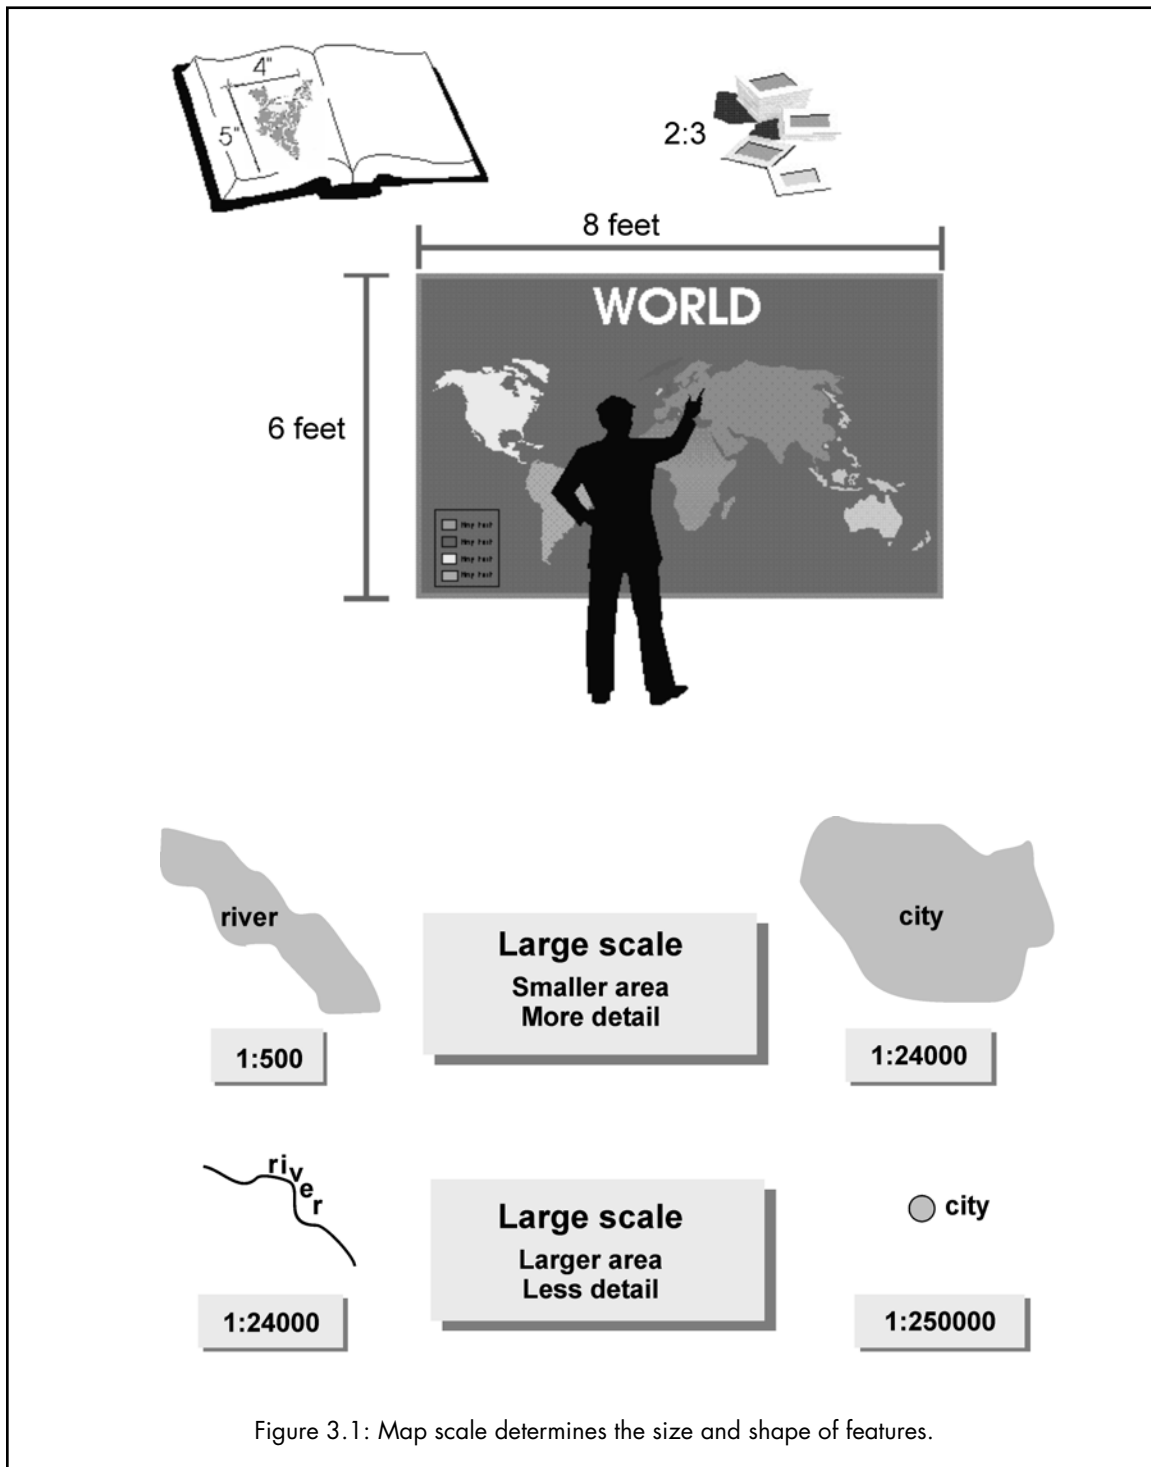 4"
5"
2:3
8 feet
WORLD
6 feet
river
city
Large scale
Smaller area
More detail
1:500
1:24000
river
city
Large scale
Larger area
Less detail
1:24000
1:250000
Figure 3.1: Map scale determines the size and shape of features.